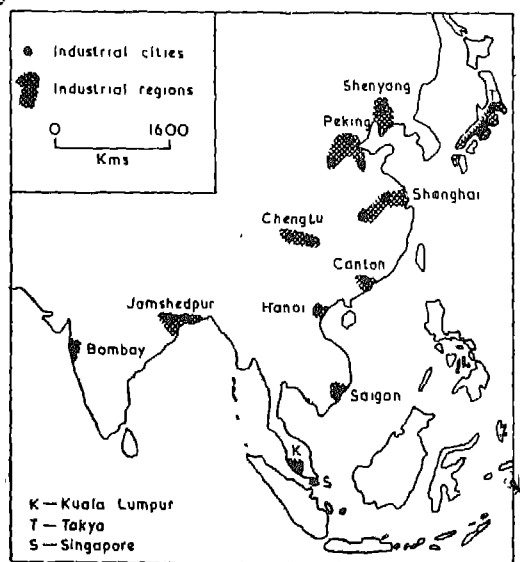 Industrial cities
Industrial regions
0 1600
Kms
Shenyang
Peking
Shanghai
ChengLu
Canton
Hanoi
Jamshedpur
Bombay
Saigon
K
S
K — Kuala Lumpur
T — Takya
S — Singapore